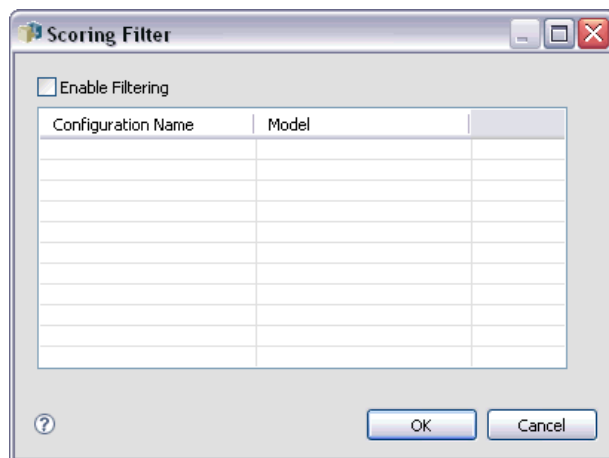 Scoring Filter
Enable Filtering
Configuration Name Model
? OK Cancel